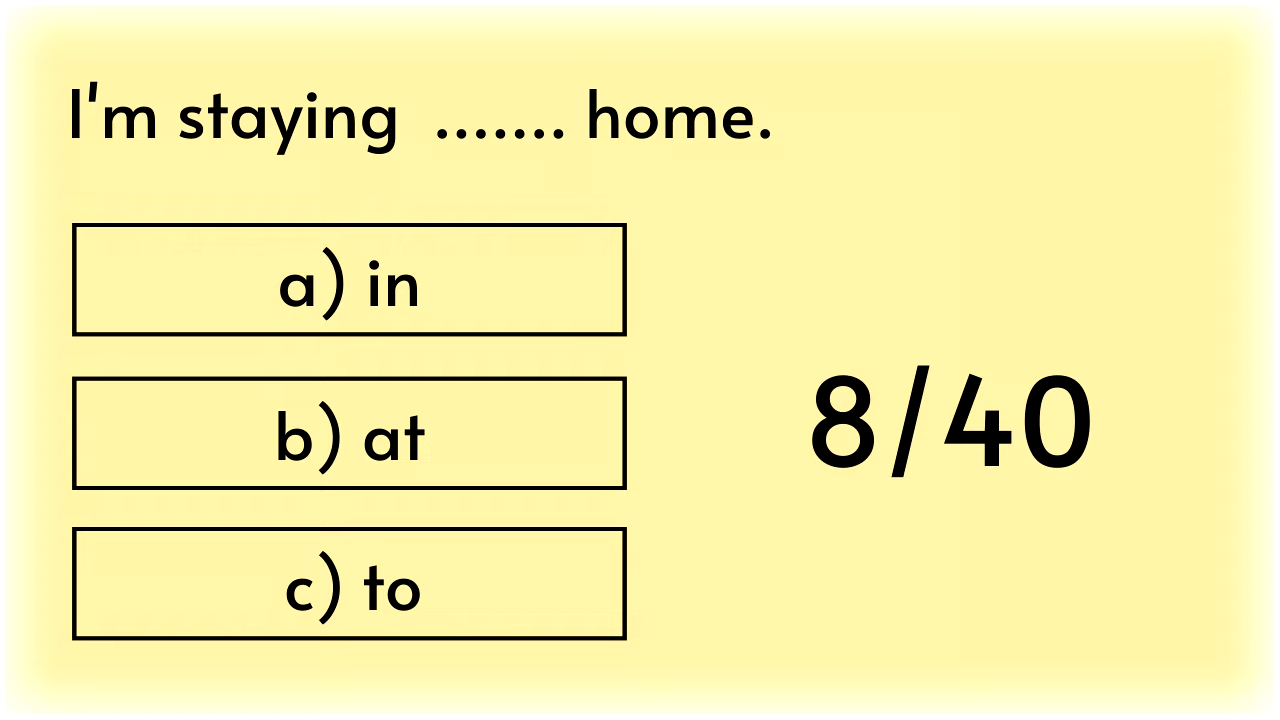 I'm staying ....... home.
a) in
b) at
c) to
8/40